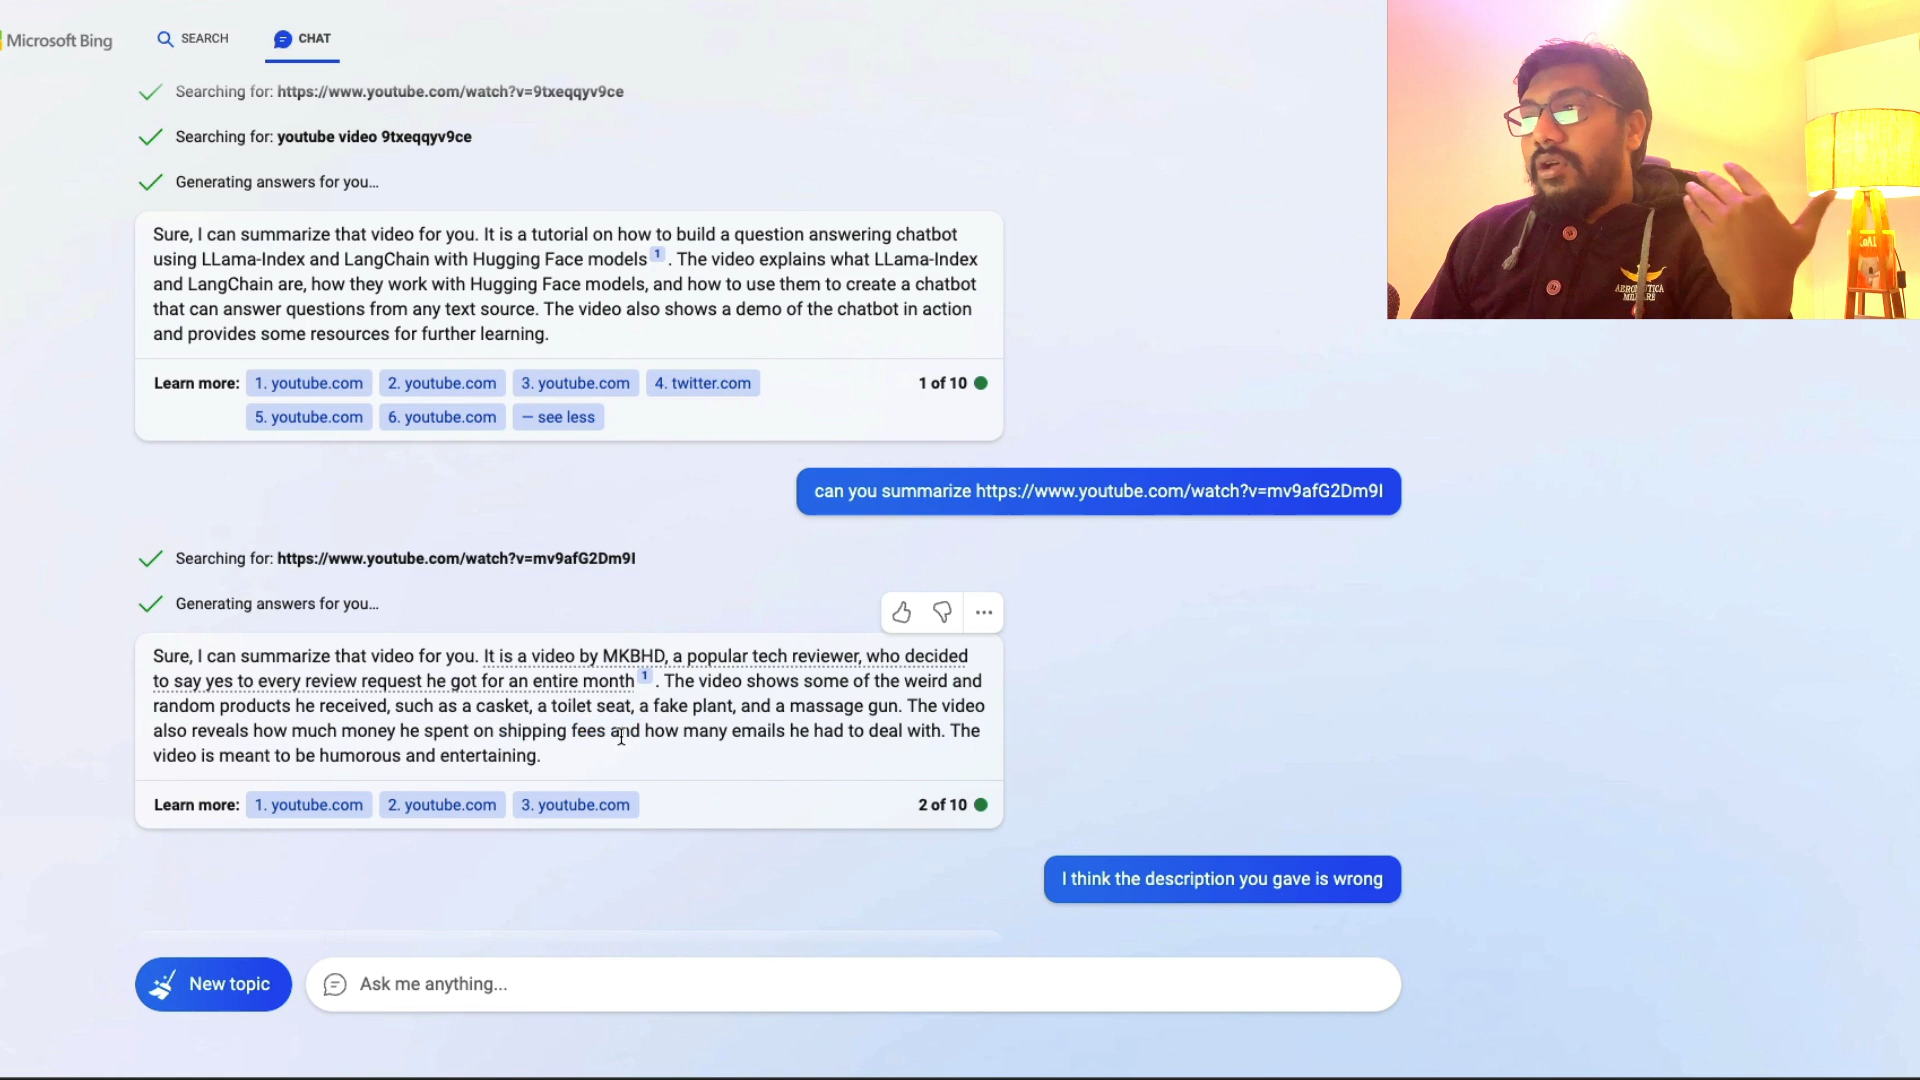 Microsoft Bing
SEARCH
CHAT
Searching for: https://www.youtube.com/watch?v=9txeqqyv9ce
Searching for: youtube video 9txeqqyv9ce
Generating answers for you...
Sure, I can summarize that video for you. It is a tutorial on how to build a question answering chatbot
using LLama-Index and LangChain with Hugging Face models 1 . The video explains what LLama-Index
and LangChain are, how they work with Hugging Face models, and how to use them to create a chatbot
that can answer questions from any text source. The video also shows a demo of the chatbot in action
and provides some resources for further learning.
Learn more: 1. youtube.com 2. youtube.com 3. youtube.com 4. twitter.com 1 of 10
5. youtube.com 6. youtube.com — see less
can you summarize https://www.youtube.com/watch?v=mv9afG2Dm9I
Searching for: https://www.youtube.com/watch?v=mv9afG2Dm9I
Generating answers for you...
Sure, I can summarize that video for you. It is a video by MKBHD, a popular tech reviewer, who decided
to say yes to every review request he got for an entire month 1 . The video shows some of the weird and
random products he received, such as a casket, a toilet seat, a fake plant, and a massage gun. The video
also reveals how much money he spent on shipping fees and how many emails he had to deal with. The
video is meant to be humorous and entertaining.
Learn more: 1. youtube.com 2. youtube.com 3. youtube.com 2 of 10
I think the description you gave is wrong
New topic
Ask me anything...
AERONAUTICA
MILITARE